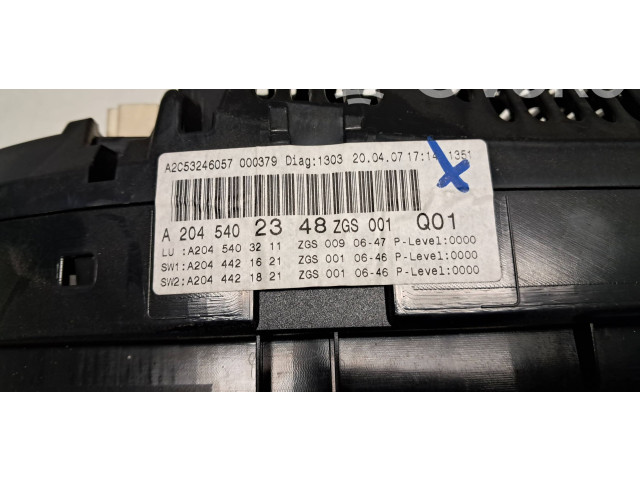 A2C53246057 000379 Diag:1303 20.04.07 17:14 1351
A 204 540 23 48 ZGS 001 Q01
LU :A204 540 32 11 ZGS 009 06-47 P-Level:0000
SW1:A204 442 16 21 ZGS 001 06-46 P-Level:0000
SW2:A204 442 18 21 ZGS 001 06-46 P-Level:0000